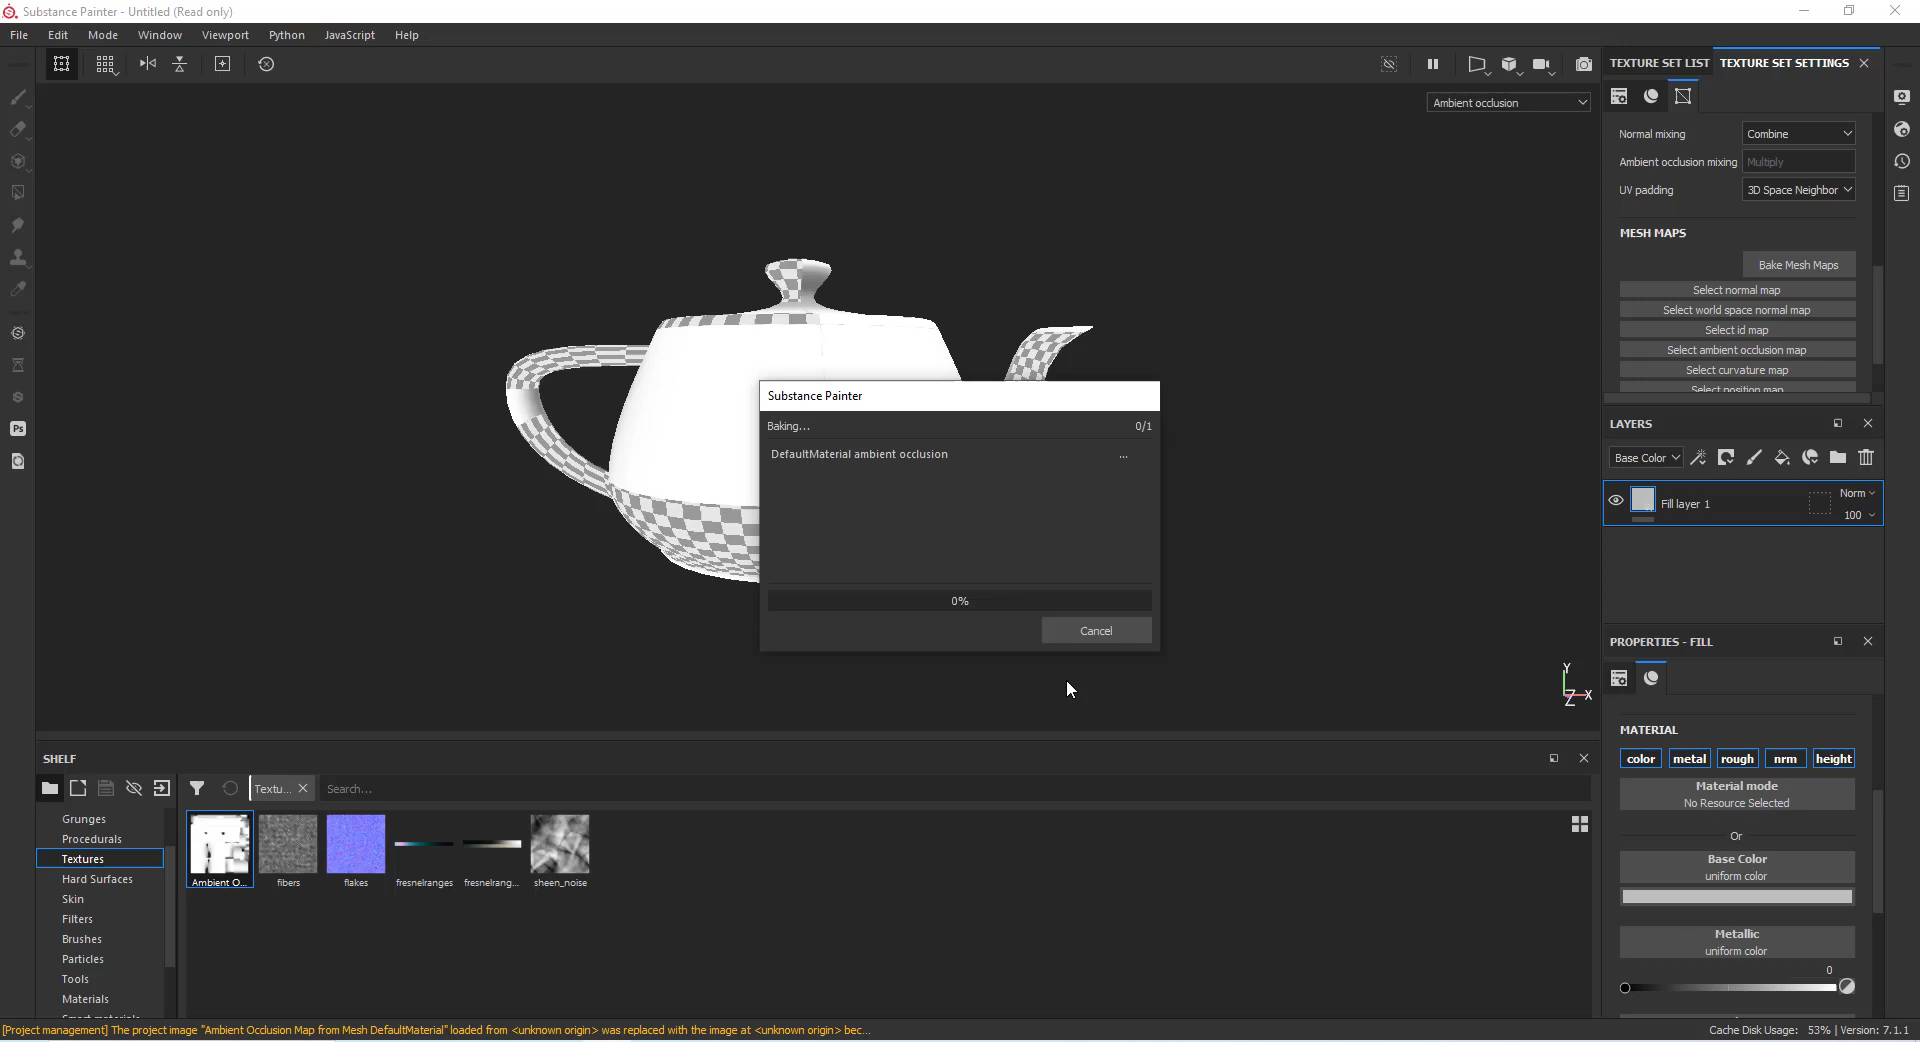 Substance Painter - Untitled (Read only)
File Edit Mode Window Viewport Python JavaScript Help
TEXTURE SET LIST TEXTURE SET SETTINGS
Ambient occlusion
Normal mixing Combine
Ambient occlusion mixing Multiply
UV padding 3D Space Neighbor
MESH MAPS
Bake Mesh Maps
Select normal map
Select world space normal map
Select id map
Select ambient occlusion map
Select curvature map
Select position map
Substance Painter
Baking... 0/1
DefaultMaterial ambient occlusion ...
0%
Cancel
LAYERS
Base Color
Fill layer 1 Norm
100
PROPERTIES - FILL
MATERIAL
color metal rough nrm height
Material mode
No Resource Selected
Or
Base Color
uniform color
Metallic
uniform color
0
Y
Z X
Ps
SHELF
Textu... Search...
Grunges
Procedurals
Textures
Hard Surfaces
Skin
Filters
Brushes
Particles
Tools
Materials
Smart materials
Ambient O... fibers flakes fresnelranges fresnelrang... sheen_noise
[Project management] The project image "Ambient Occlusion Map from Mesh DefaultMaterial" loaded from <unknown origin> was replaced with the image at <unknown origin> bec...
Cache Disk Usage: 53% | Version: 7.1.1